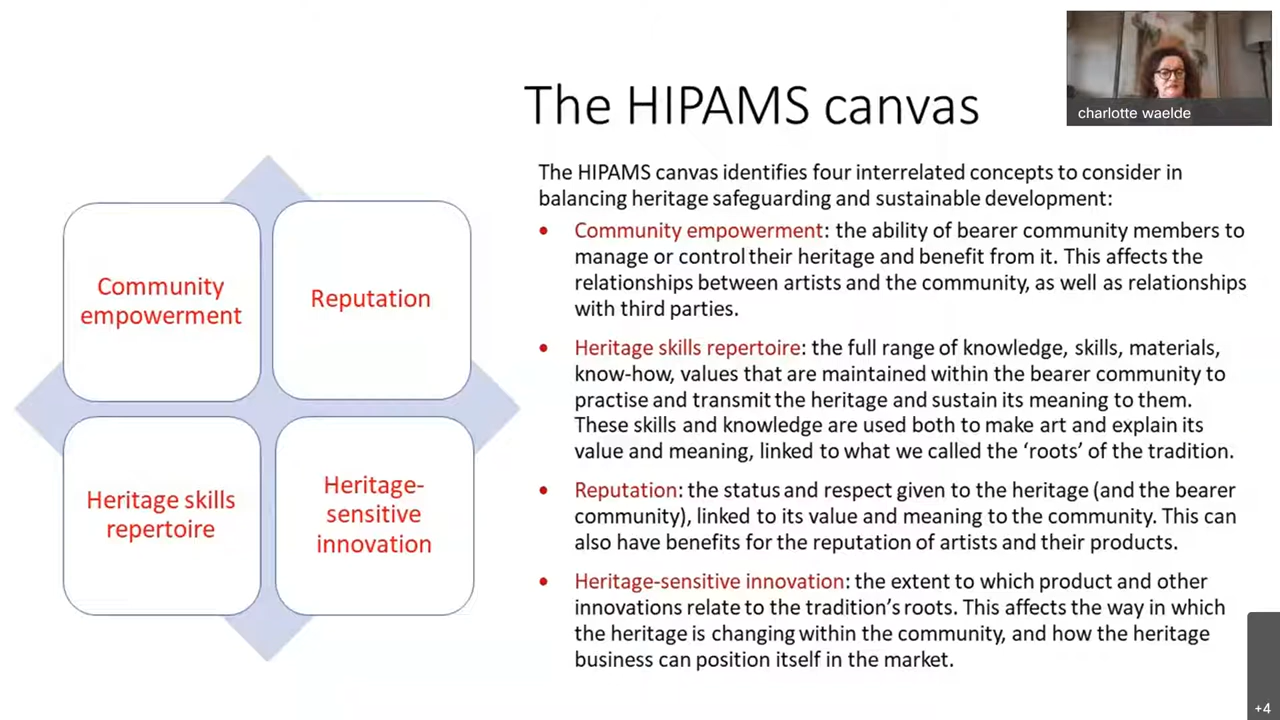 The HIPAMS canvas
charlotte waelde
The HIPAMS canvas identifies four interrelated concepts to consider in
balancing heritage safeguarding and sustainable development:
• Community empowerment: the ability of bearer community members to
manage or control their heritage and benefit from it. This affects the
relationships between artists and the community, as well as relationships
with third parties.
• Heritage skills repertoire: the full range of knowledge, skills, materials,
know-how, values that are maintained within the bearer community to
practise and transmit the heritage and sustain its meaning to them.
These skills and knowledge are used both to make art and explain its
value and meaning, linked to what we called the ‘roots’ of the tradition.
• Reputation: the status and respect given to the heritage (and the bearer
community), linked to its value and meaning to the community. This can
also have benefits for the reputation of artists and their products.
• Heritage-sensitive innovation: the extent to which product and other
innovations relate to the tradition’s roots. This affects the way in which
the heritage is changing within the community, and how the heritage
business can position itself in the market.
Community
empowerment
Reputation
Heritage skills
repertoire
Heritage-
sensitive
innovation
+4